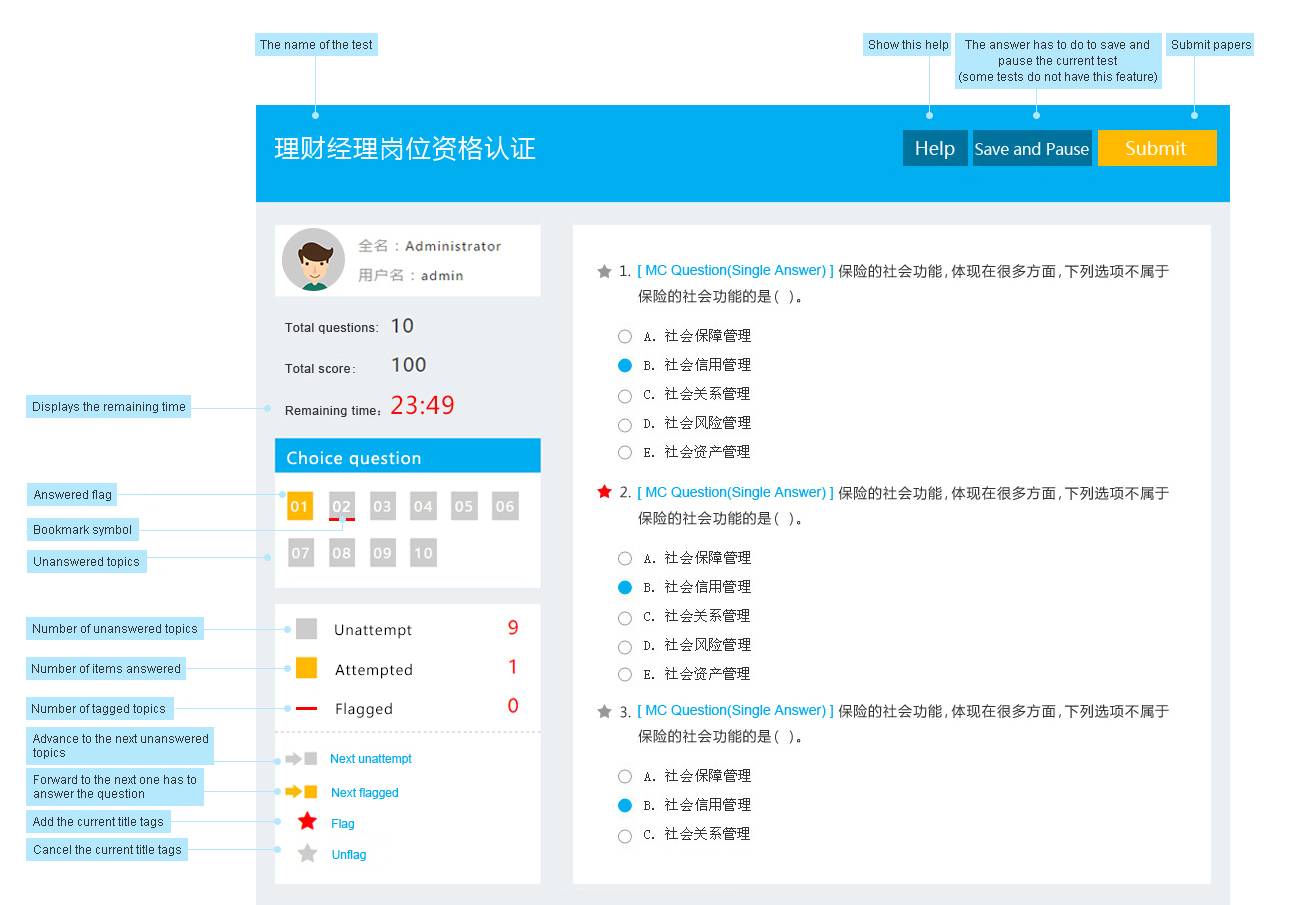 The name of the test
Show this help
The answer has to do to save and
pause the current test
(some tests do not have this feature)
Submit papers
理财经理岗位资格认证
Help
Save and Pause
Submit
全名：Administrator
用户名：admin
Total questions: 10
Total score: 100
Displays the remaining time
Remaining time: 23:49
Choice question
Answered flag
01 02 03 04 05 06
Bookmark symbol
Unanswered topics
07 08 09 10
Number of unanswered topics
Unattempt 9
Number of items answered
Attempted 1
Number of tagged topics
Flagged 0
Advance to the next unanswered
topics
Next unattempt
Forward to the next one has to
answer the question
Next flagged
Add the current title tags
Flag
Cancel the current title tags
Unflag
1. [ MC Question(Single Answer) ] 保险的社会功能,体现在很多方面,下列选项不属于
保险的社会功能的是( )。
A. 社会保障管理
B. 社会信用管理
C. 社会关系管理
D. 社会风险管理
E. 社会资产管理
2. [ MC Question(Single Answer) ] 保险的社会功能,体现在很多方面,下列选项不属于
保险的社会功能的是( )。
A. 社会保障管理
B. 社会信用管理
C. 社会关系管理
D. 社会风险管理
E. 社会资产管理
3. [ MC Question(Single Answer) ] 保险的社会功能,体现在很多方面,下列选项不属于
保险的社会功能的是( )。
A. 社会保障管理
B. 社会信用管理
C. 社会关系管理